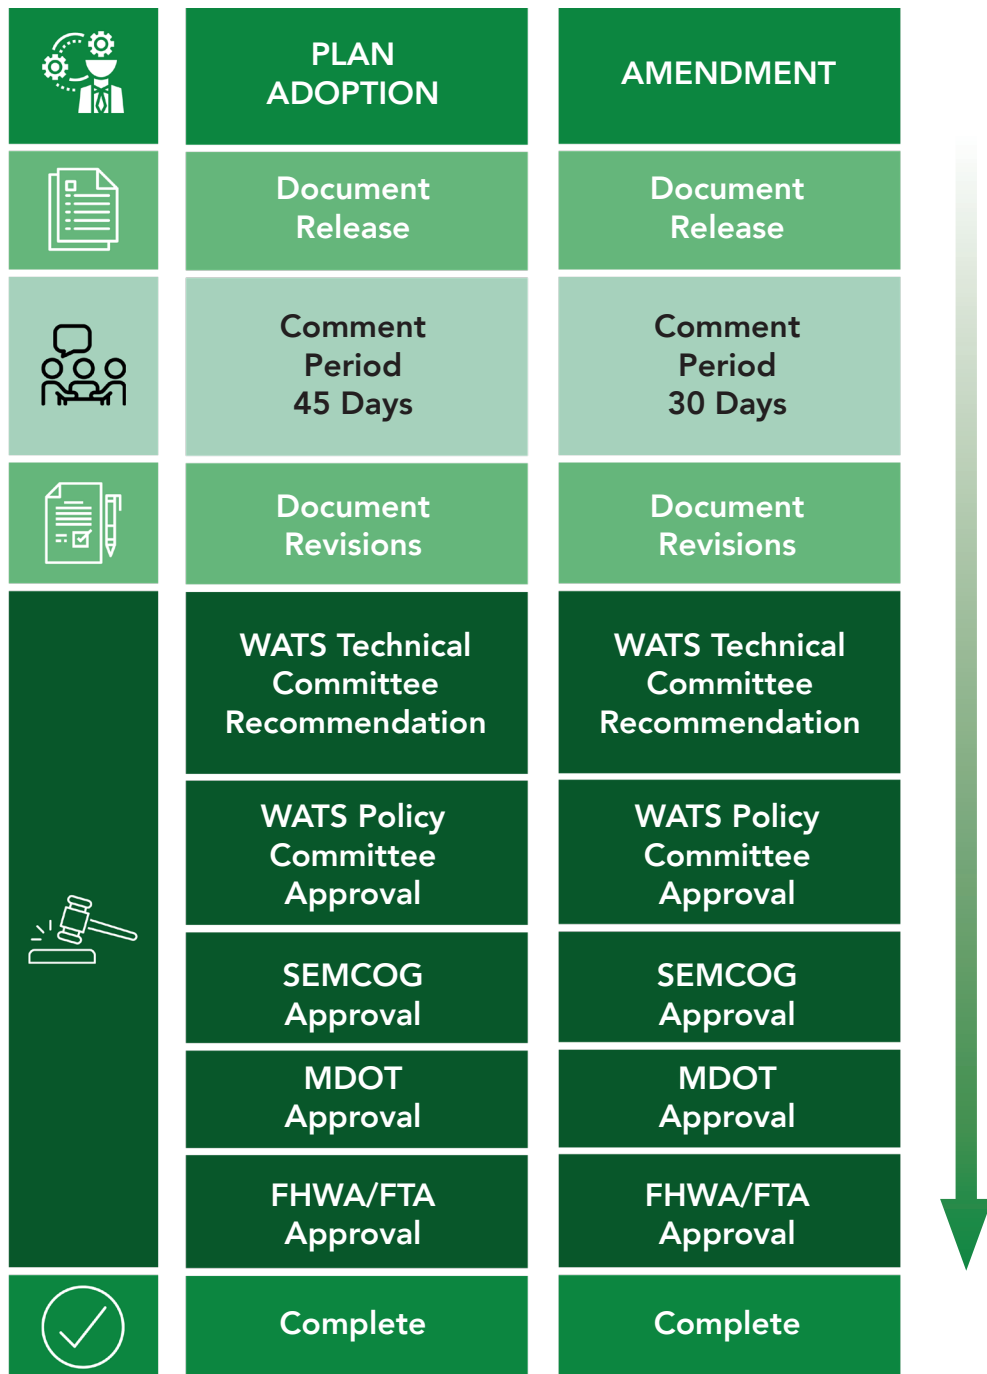 PLAN
ADOPTION
AMENDMENT
Document
Release
Document
Release
Comment
Period
45 Days
Comment
Period
30 Days
Document
Revisions
Document
Revisions
WATS Technical
Committee
Recommendation
WATS Technical
Committee
Recommendation
WATS Policy
Committee
Approval
WATS Policy
Committee
Approval
SEMCOG
Approval
SEMCOG
Approval
MDOT
Approval
MDOT
Approval
FHWA/FTA
Approval
FHWA/FTA
Approval
Complete
Complete